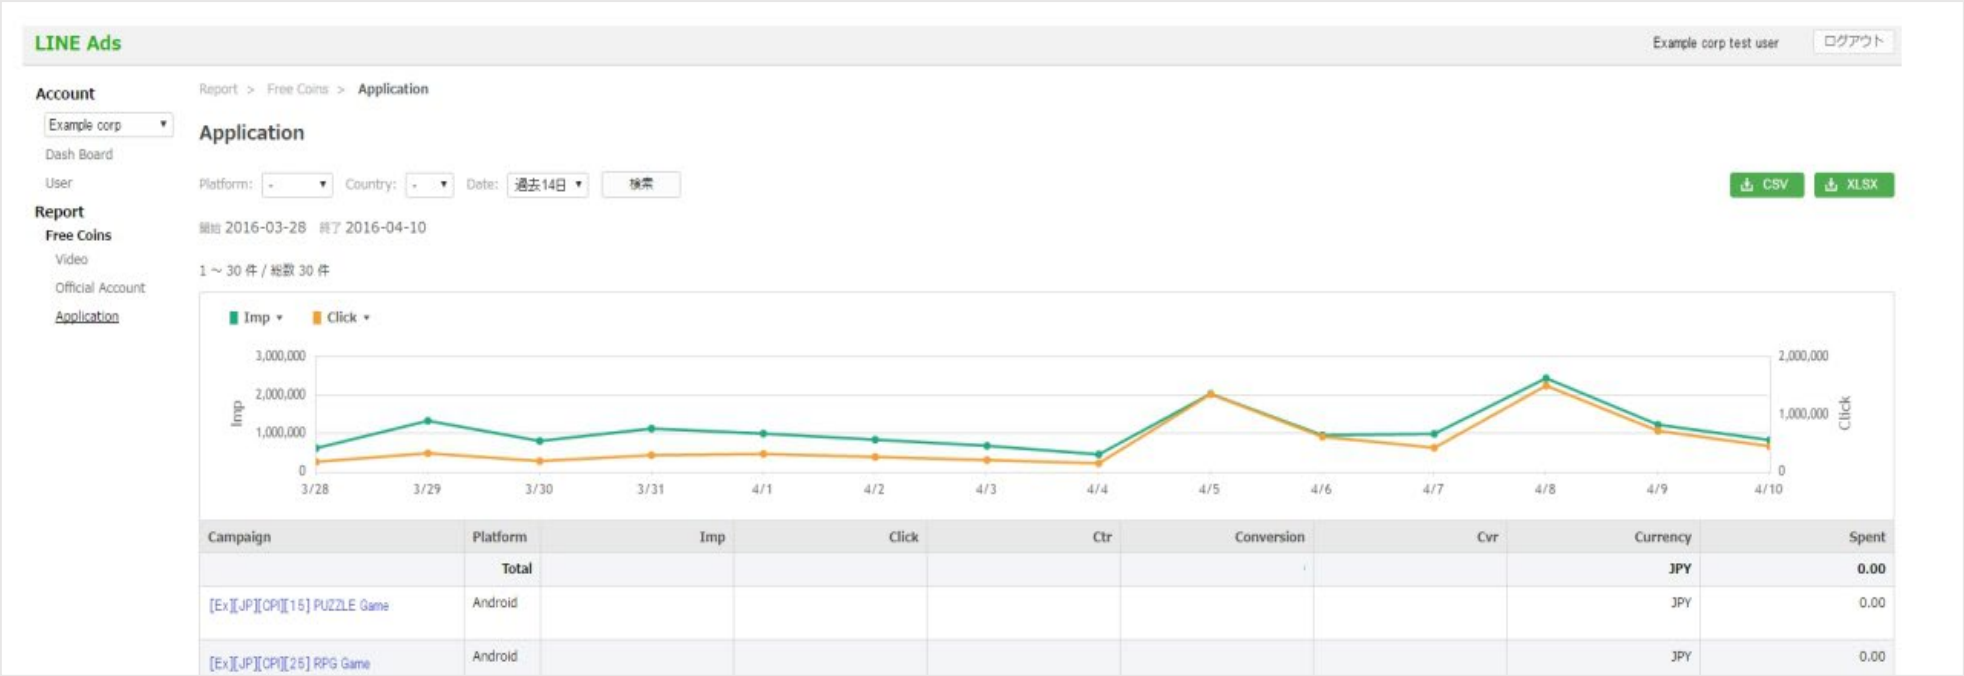 LINE Ads
Example corp test user ログアウト
Account
Example corp
Dash Board
User
Report
Free Coins
Video
Official Account
Application
Report > Free Coins > Application
Application
Platform: - Country: - Date: 過去14日 検索
CSV XLSX
開始 2016-03-28 終了 2016-04-10
1 ～ 30 件 / 総数 30 件
Imp Click
3,000,000
2,000,000
1,000,000
0
Imp
2,000,000
1,000,000
0
Click
3/28 3/29 3/30 3/31 4/1 4/2 4/3 4/4 4/5 4/6 4/7 4/8 4/9 4/10
Campaign Platform Imp Click Ctr Conversion Cvr Currency Spent
Total JPY 0.00
[Ex][JP][CPI][15] PUZZLE Game Android JPY 0.00
[Ex][JP][CPI][25] RPG Game Android JPY 0.00